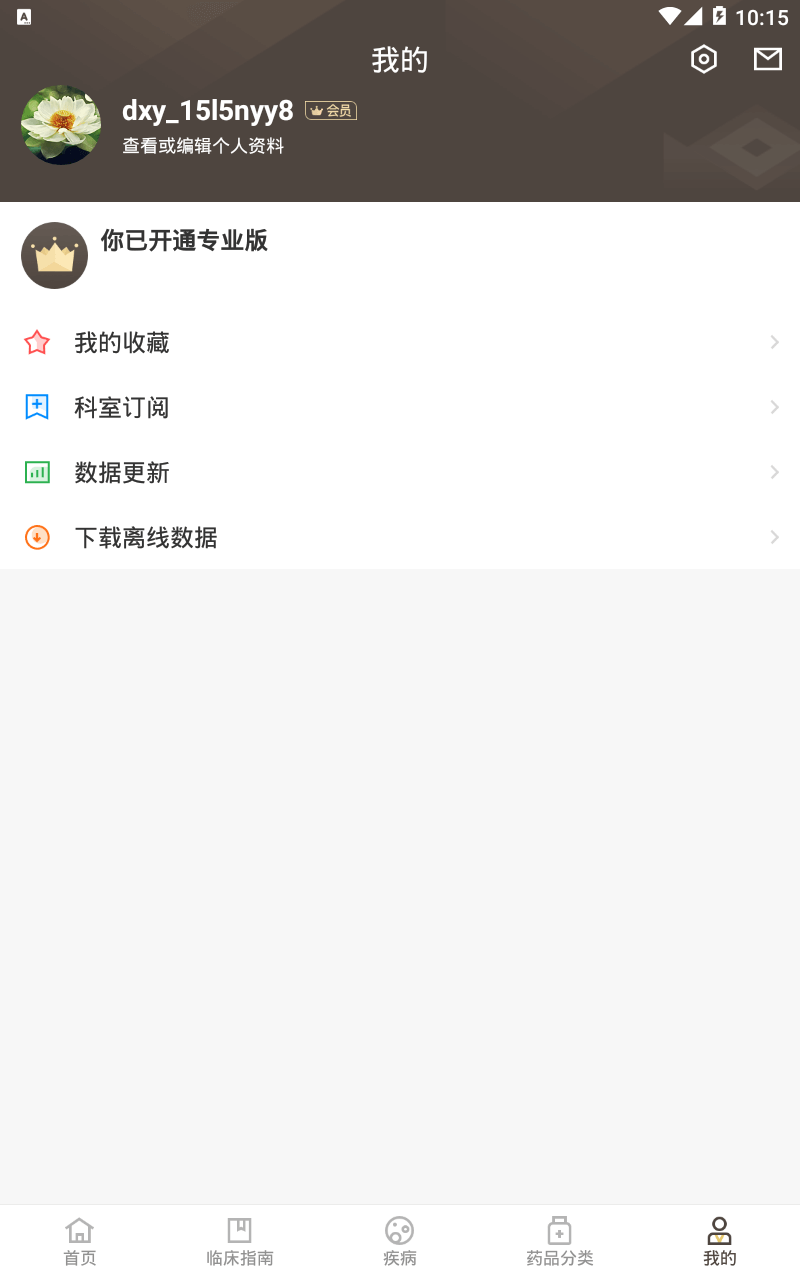 10:15
我的
dxy_15l5nyy8 会员
查看或编辑个人资料
你已开通专业版
我的收藏
科室订阅
数据更新
下载离线数据
首页 临床指南 疾病 药品分类 我的